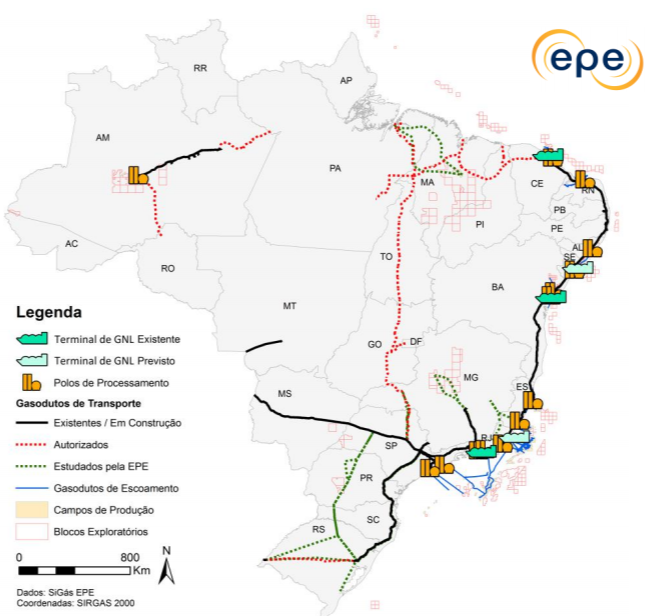 epe
RR
AP
AM
PA
MA
CE
RN
PB
PE
PI
AL
SE
AC
RO
TO
BA
MT
GO
DF
MG
ES
MS
SP
RJ
PR
SC
RS
Legenda
Terminal de GNL Existente
Terminal de GNL Previsto
Polos de Processamento
Gasodutos de Transporte
Existentes / Em Construção
Autorizados
Estudados pela EPE
Gasodutos de Escoamento
Campos de Produção
Blocos Exploratórios
0 800
Km
N
Dados: SiGás EPE
Coordenadas: SIRGAS 2000